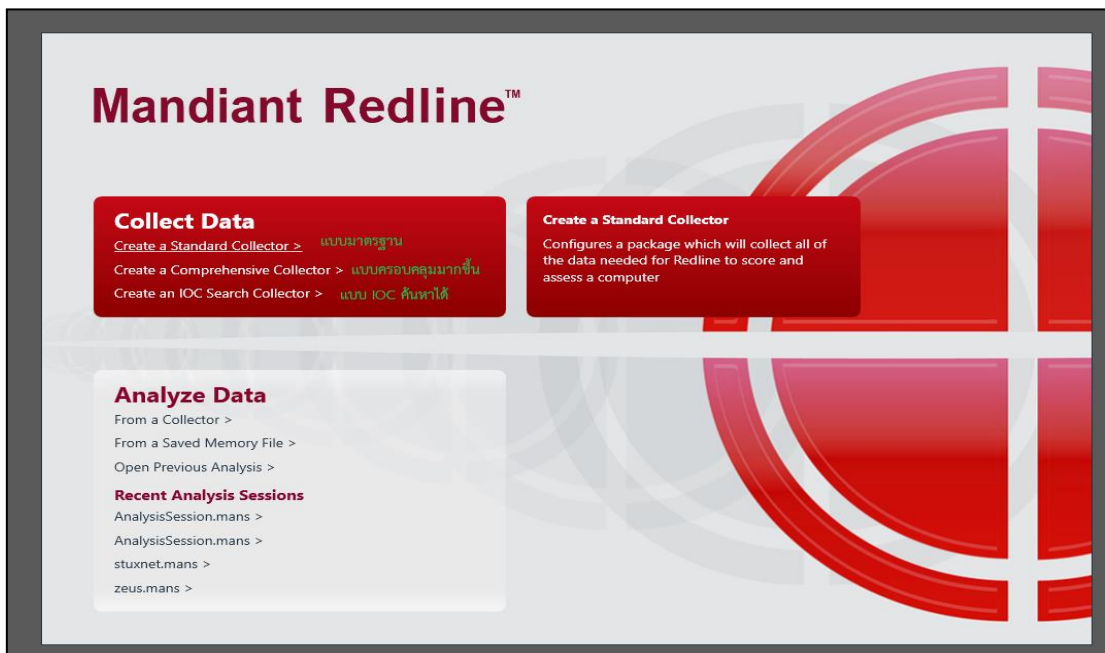 Mandiant Redline™
Collect Data
Create a Standard Collector > แบบมาตรฐาน
Create a Comprehensive Collector > แบบครอบคลุมมากขึ้น
Create an IOC Search Collector > แบบ IOC ค้นหาได้
Create a Standard Collector
Configures a package which will collect all of
the data needed for Redline to score and
assess a computer
Analyze Data
From a Collector >
From a Saved Memory File >
Open Previous Analysis >
Recent Analysis Sessions
AnalysisSession.mans >
AnalysisSession.mans >
stuxnet.mans >
zeus.mans >